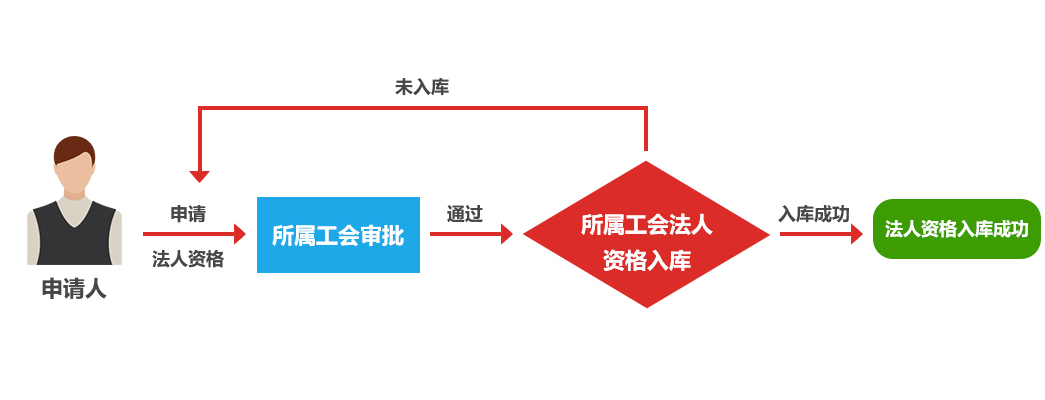 未入库
申请
法人资格
申请人
所属工会审批
通过
所属工会法人
资格入库
入库成功
法人资格入库成功